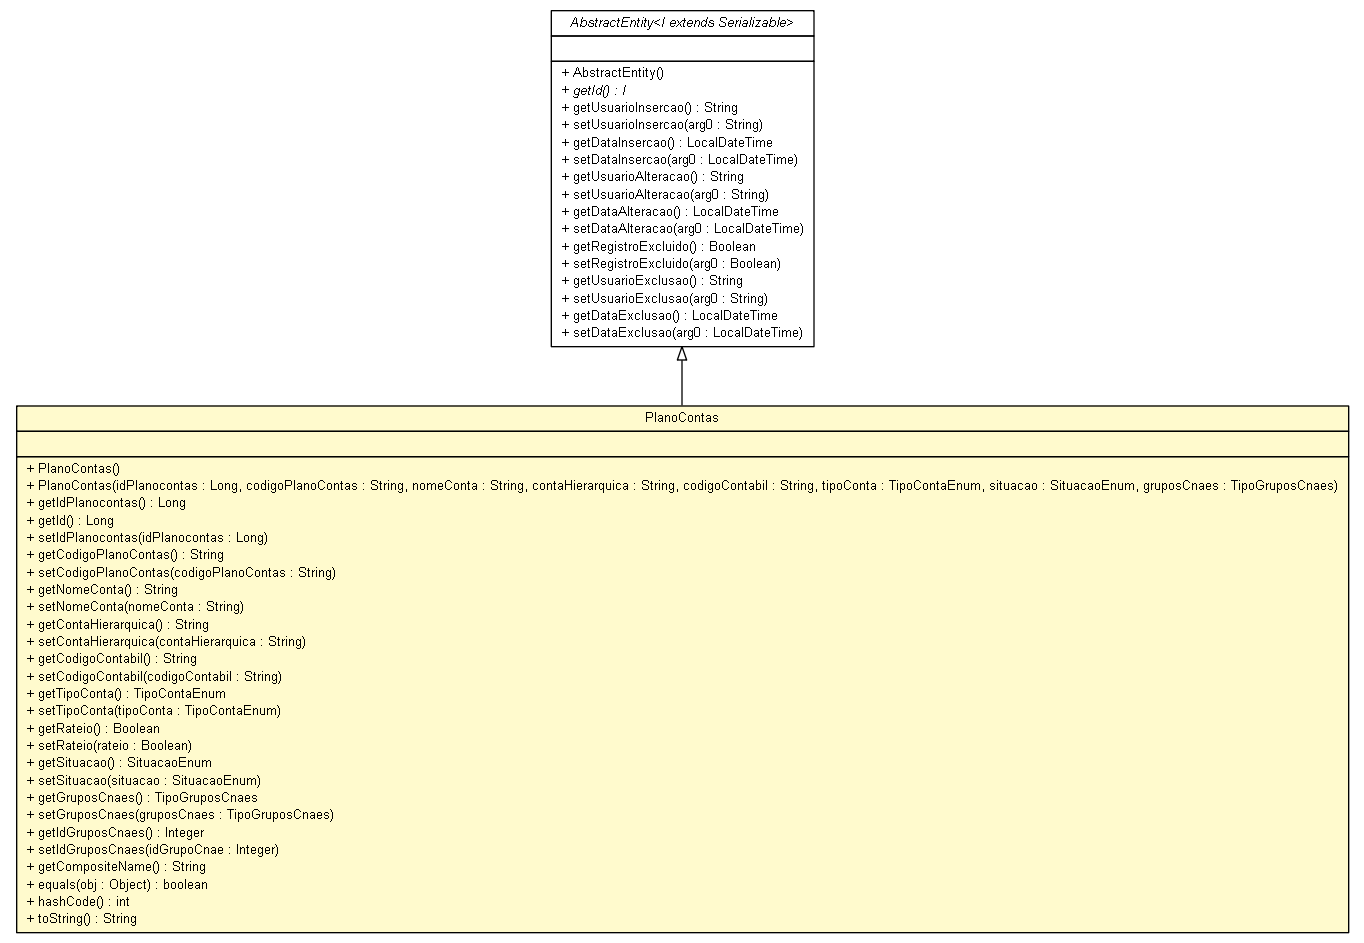 AbstractEntity<I extends Serializable>
+ AbstractEntity()
+ getId() : I
+ getUsuarioInsercao() : String
+ setUsuarioInsercao(arg0 : String)
+ getDataInsercao() : LocalDateTime
+ setDataInsercao(arg0 : LocalDateTime)
+ getUsuarioAlteracao() : String
+ setUsuarioAlteracao(arg0 : String)
+ getDataAlteracao() : LocalDateTime
+ setDataAlteracao(arg0 : LocalDateTime)
+ getRegistroExcluido() : Boolean
+ setRegistroExcluido(arg0 : Boolean)
+ getUsuarioExclusao() : String
+ setUsuarioExclusao(arg0 : String)
+ getDataExclusao() : LocalDateTime
+ setDataExclusao(arg0 : LocalDateTime)
PlanoContas
+ PlanoContas()
+ PlanoContas(idPlanocontas : Long, codigoPlanoContas : String, nomeConta : String, contaHierarquica : String, codigoContabil : String, tipoConta : TipoContaEnum, situacao : SituacaoEnum, gruposCnaes : TipoGruposCnaes)
+ getIdPlanocontas() : Long
+ getId() : Long
+ setIdPlanocontas(idPlanocontas : Long)
+ getCodigoPlanoContas() : String
+ setCodigoPlanoContas(codigoPlanoContas : String)
+ getNomeConta() : String
+ setNomeConta(nomeConta : String)
+ getContaHierarquica() : String
+ setContaHierarquica(contaHierarquica : String)
+ getCodigoContabil() : String
+ setCodigoContabil(codigoContabil : String)
+ getTipoConta() : TipoContaEnum
+ setTipoConta(tipoConta : TipoContaEnum)
+ getRateio() : Boolean
+ setRateio(rateio : Boolean)
+ getSituacao() : SituacaoEnum
+ setSituacao(situacao : SituacaoEnum)
+ getGruposCnaes() : TipoGruposCnaes
+ setGruposCnaes(gruposCnaes : TipoGruposCnaes)
+ getIdGruposCnaes() : Integer
+ setIdGruposCnaes(idGrupoCnae : Integer)
+ getCompositeName() : String
+ equals(obj : Object) : boolean
+ hashCode() : int
+ toString() : String